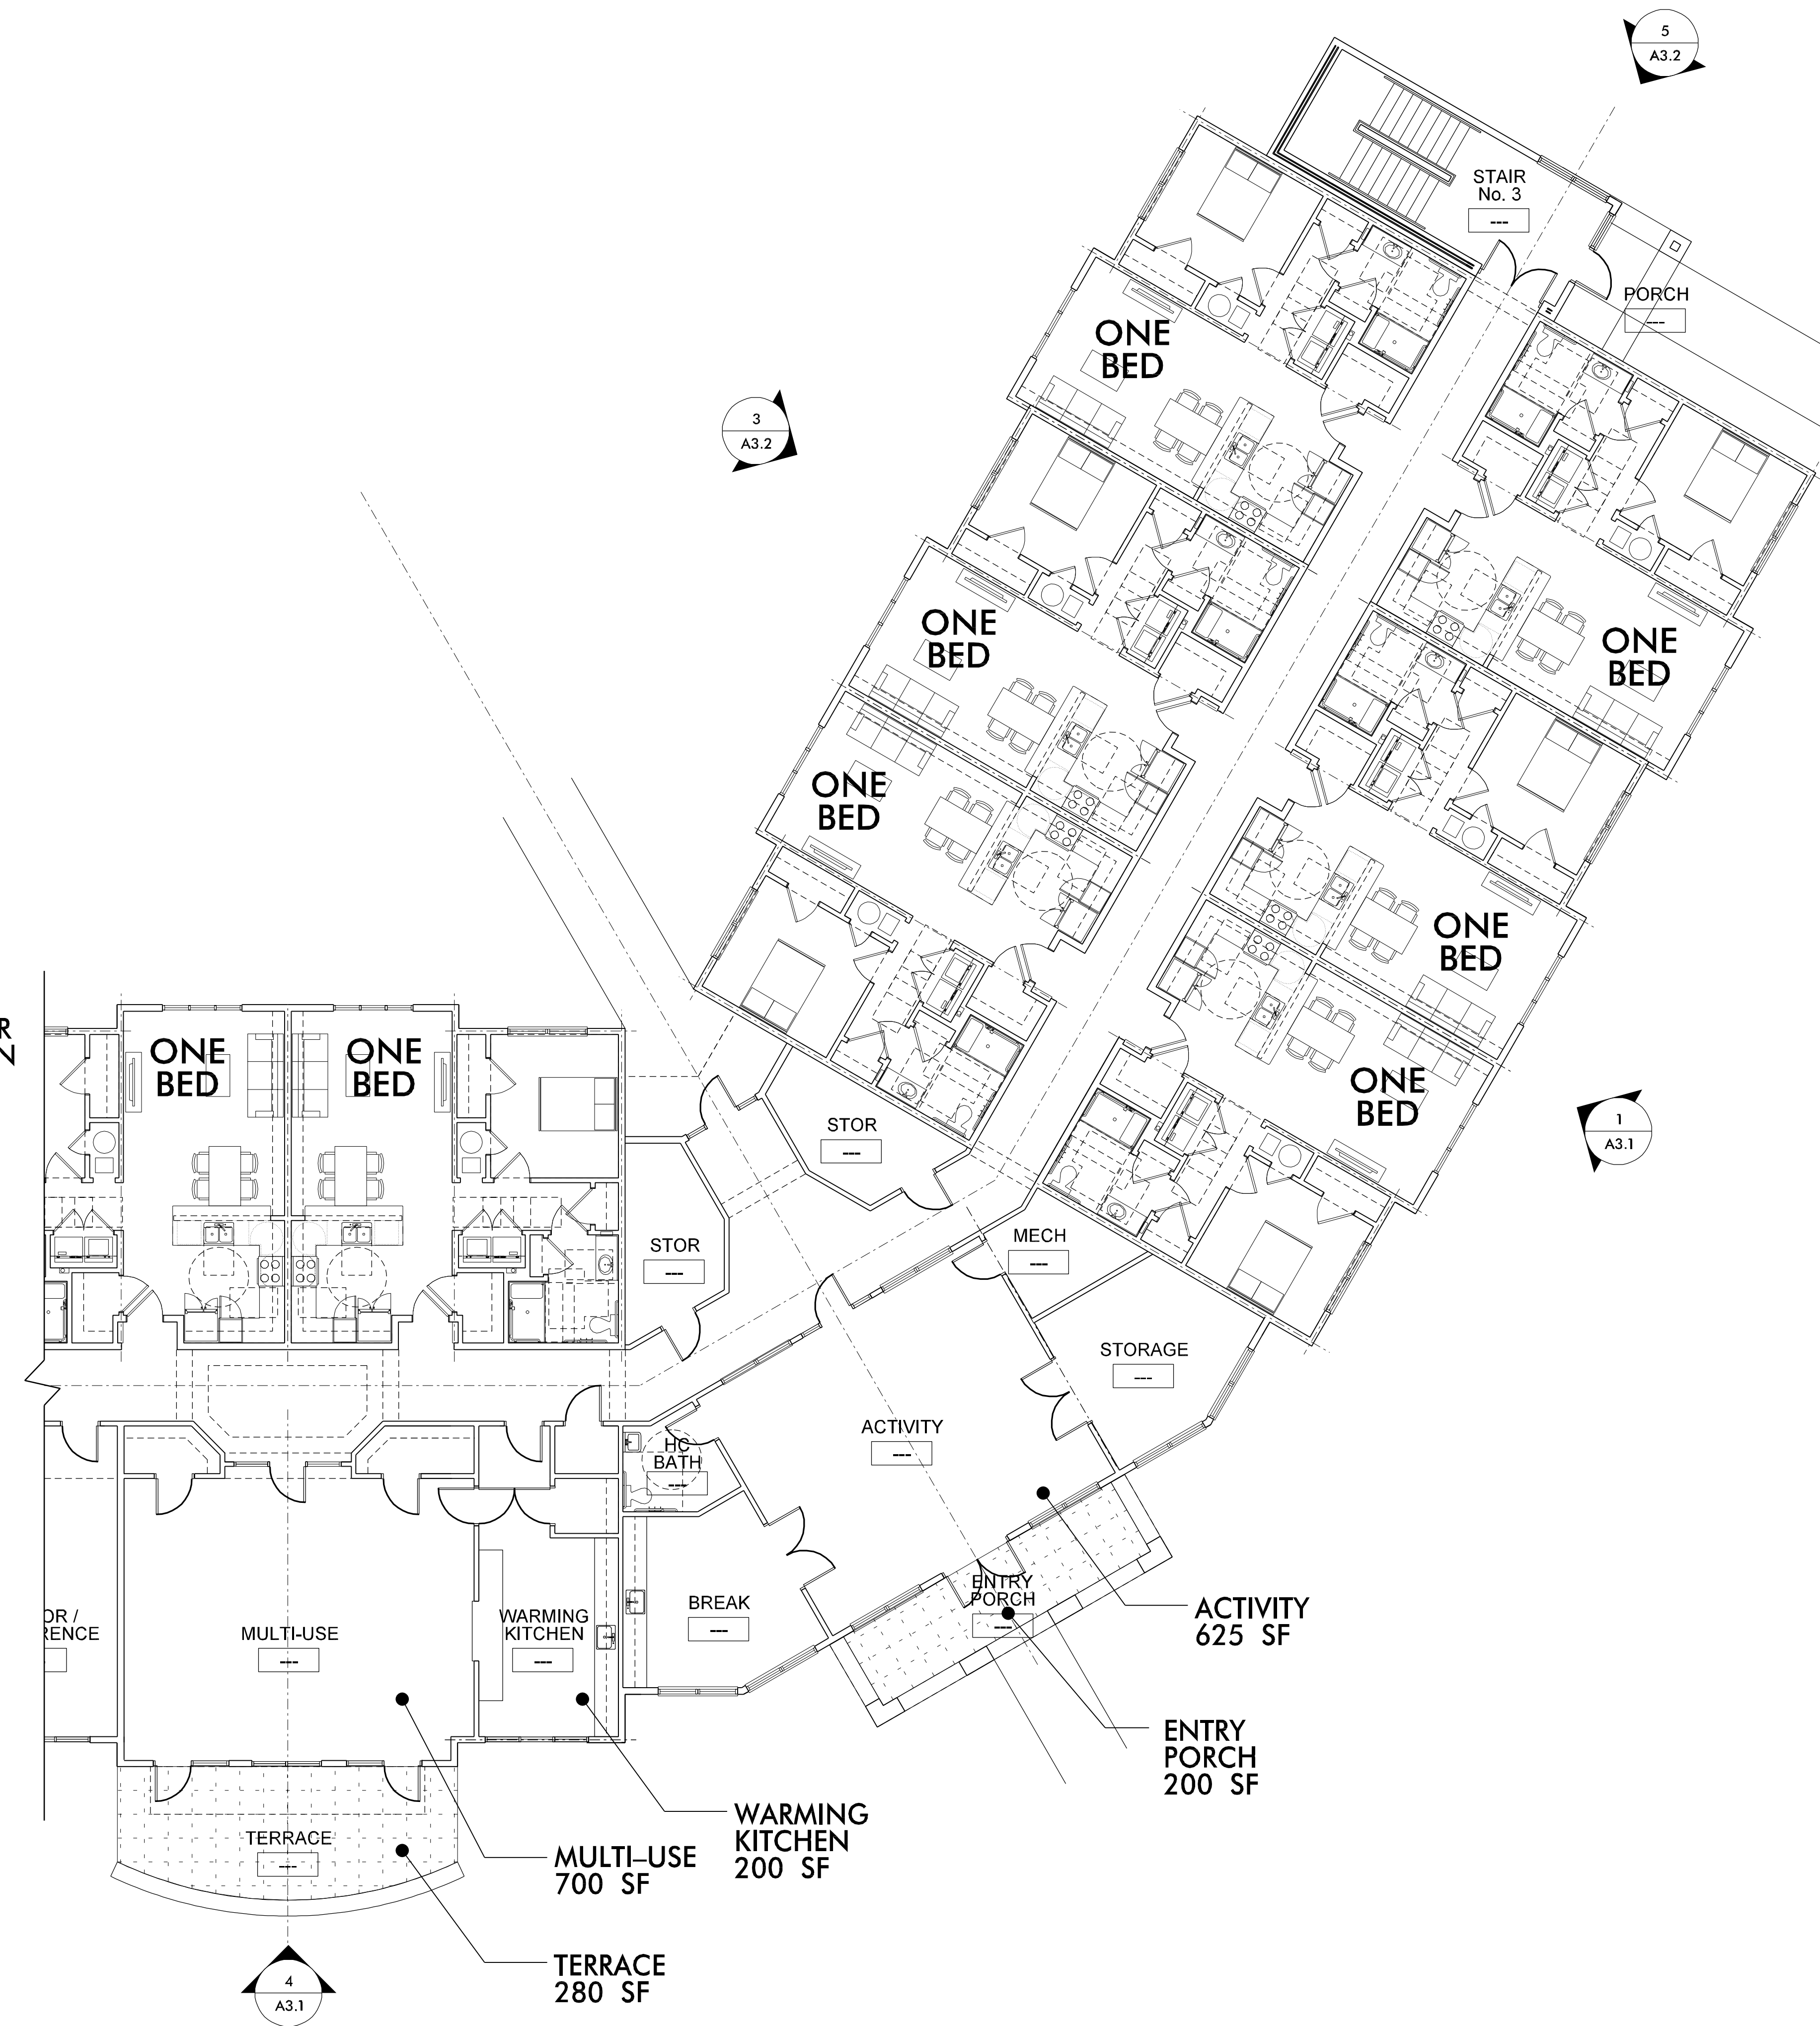 5
A3.2
STAIR
No. 3
---
PORCH
---
ONE
BED
3
A3.2
ONE
BED
ONE
BED
ONE
BED
ONE
BED
ONE
BED
R
2
ONE
BED
ONE
BED
1
A3.1
STOR
---
STOR
---
MECH
---
STORAGE
---
ACTIVITY
---
HC
BATH
---
OR /
RENCE
MULTI-USE
---
WARMING
KITCHEN
---
BREAK
---
ENTRY
PORCH
---
ACTIVITY
625 SF
ENTRY
PORCH
200 SF
WARMING
KITCHEN
200 SF
MULTI–USE
700 SF
TERRACE
---
TERRACE
280 SF
4
A3.1